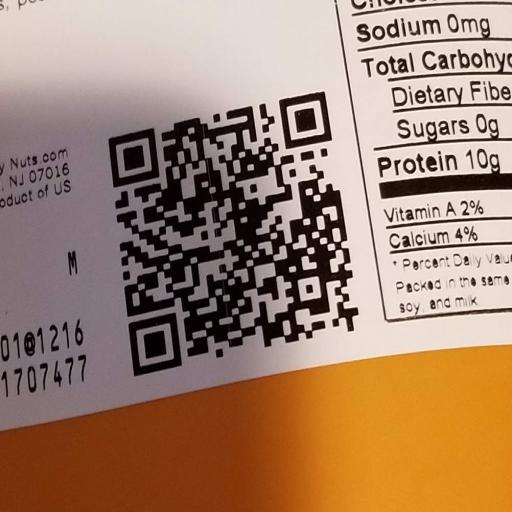 Sodium 0mg
Total Carbohy
Dietary Fibe
Sugars 0g
Protein 10g
Vitamin A 2%
Calcium 4%
* Percent Daily Valu
Packed in the same
soy, and milk.
y Nuts.com
, NJ 07016
oduct of US
M
01@1216
1707477